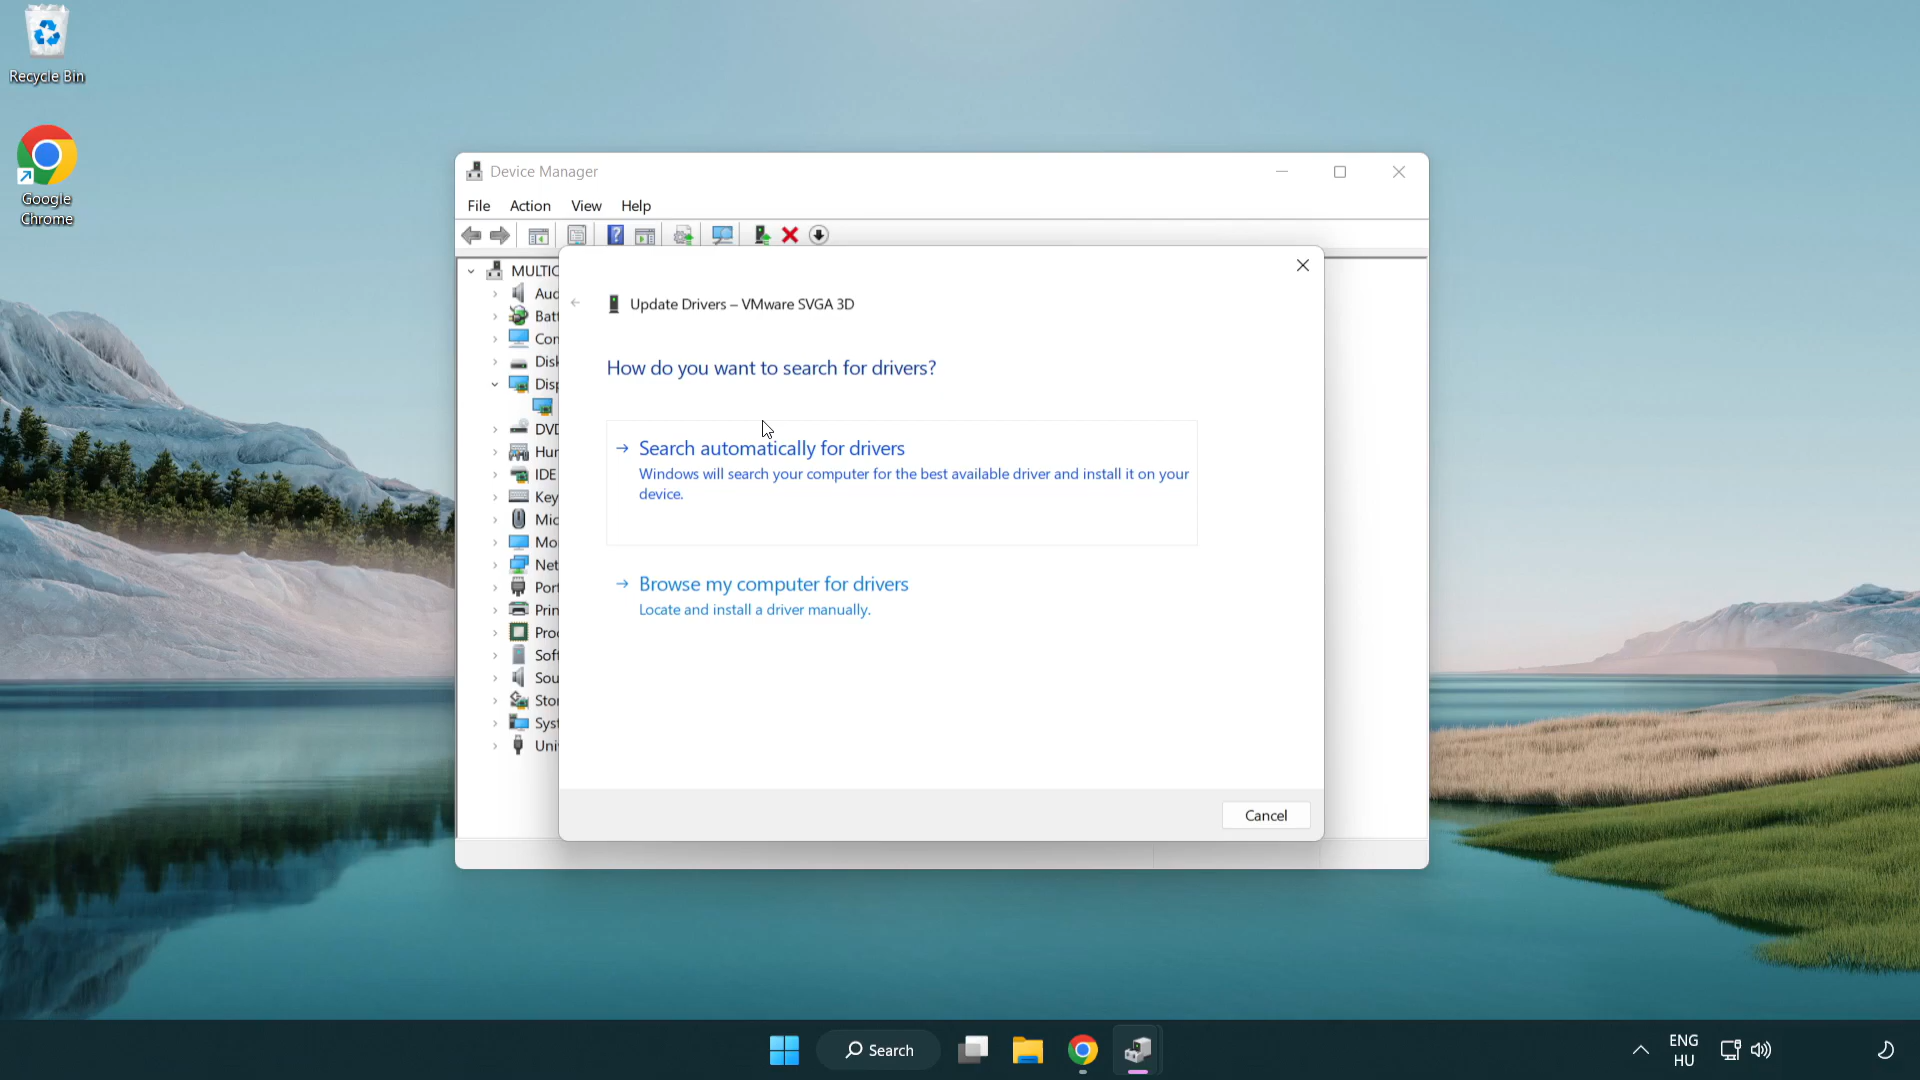 Recycle Bin
Google
Chrome
Device Manager
File Action View Help
MULTIC
Aud
Batt
Com
Disk
Disp
DVD
Hum
IDE
Key
Mic
Mo
Net
Port
Prin
Proc
Soft
Sou
Stor
Syst
Uni
Update Drivers – VMware SVGA 3D
How do you want to search for drivers?
Search automatically for drivers
Windows will search your computer for the best available driver and install it on your
device.
Browse my computer for drivers
Locate and install a driver manually.
Cancel
Search
ENG
HU